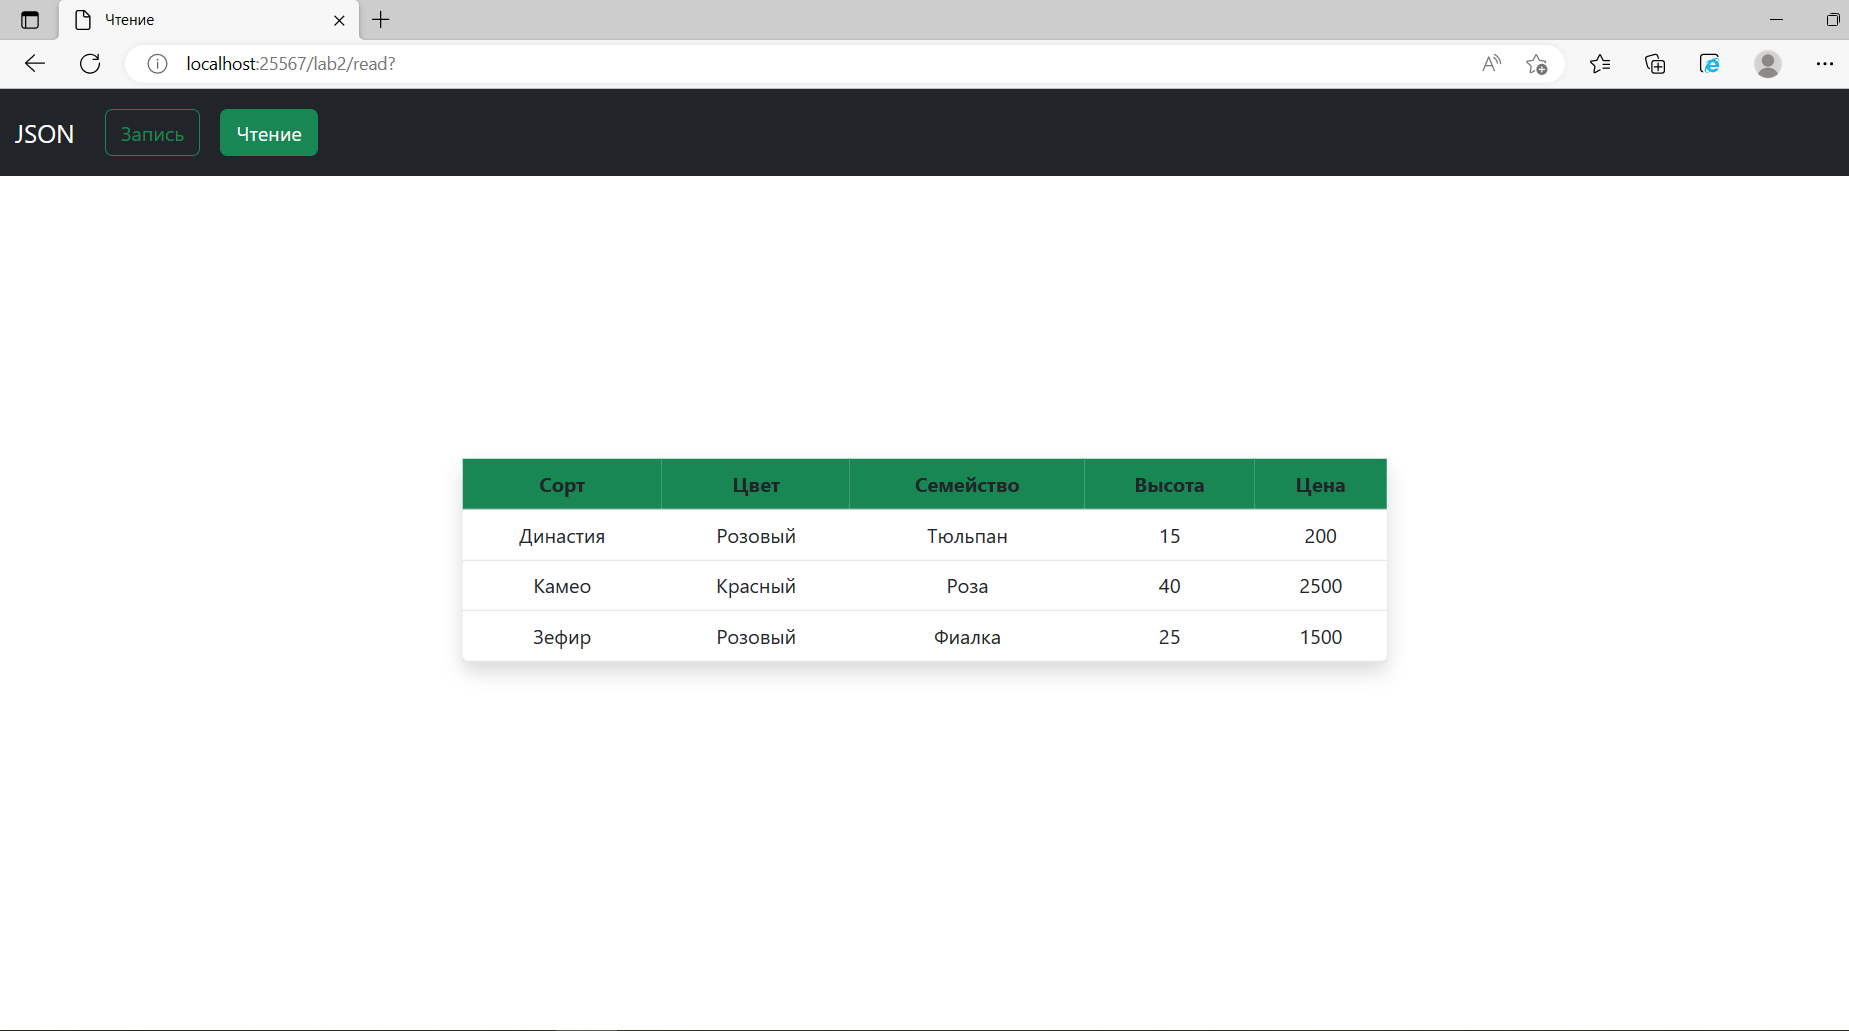 Чтение
localhost:25567/lab2/read?
JSON Запись Чтение
Сорт Цвет Семейство Высота Цена
Династия Розовый Тюльпан 15 200
Камео Красный Роза 40 2500
Зефир Розовый Фиалка 25 1500